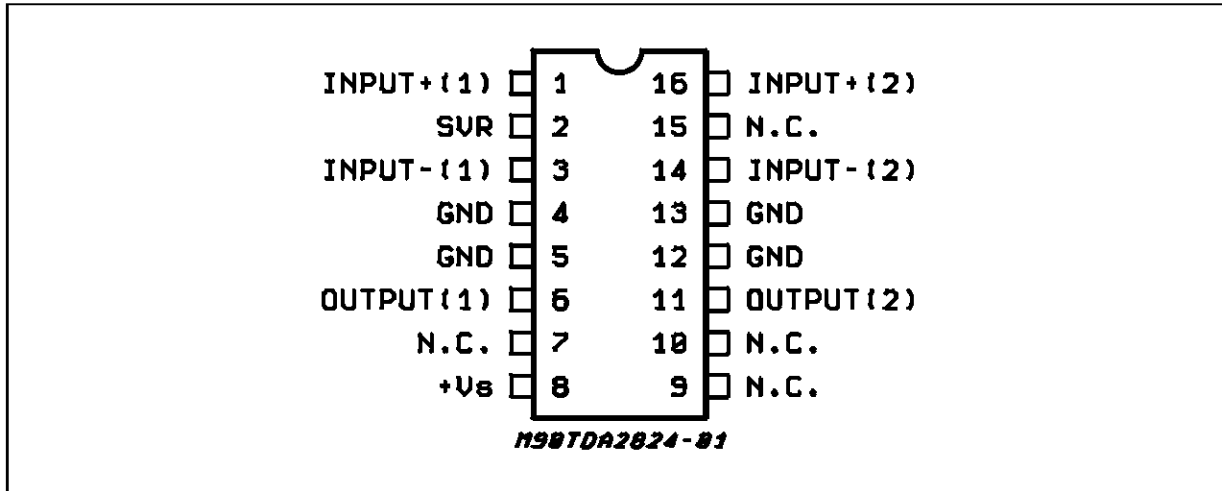 INPUT+(1) 1 16 INPUT+(2)
SVR 2 15 N.C.
INPUT-(1) 3 14 INPUT-(2)
GND 4 13 GND
GND 5 12 GND
OUTPUT(1) 6 11 OUTPUT(2)
N.C. 7 10 N.C.
+Vs 8 9 N.C.
M90TDA2824-01